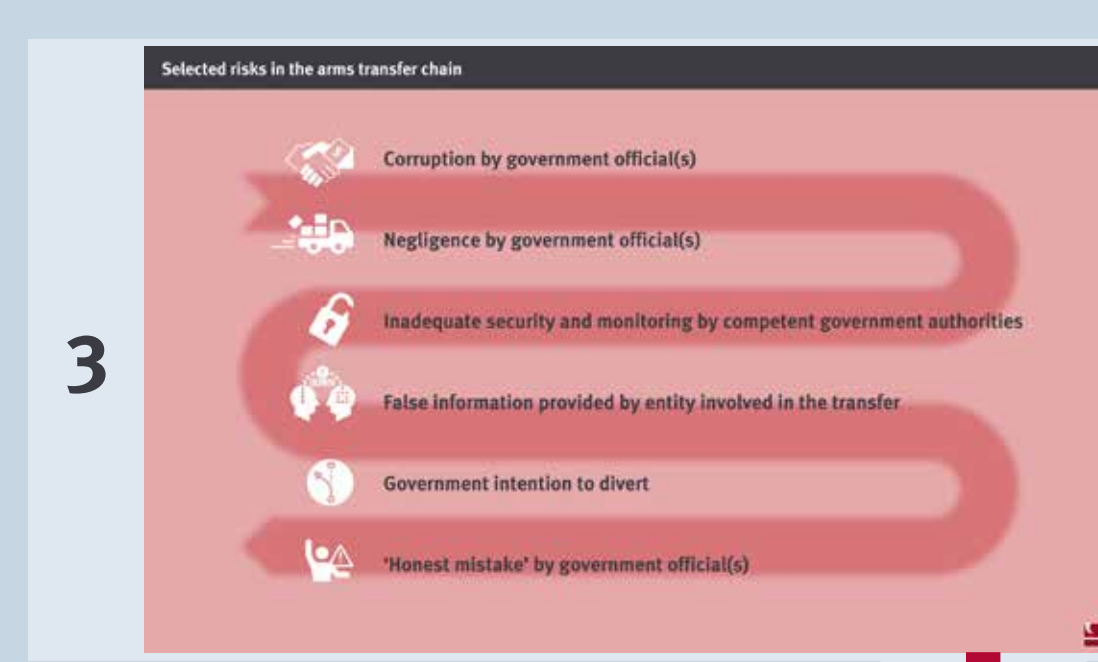 Selected risks in the arms transfer chain
Corruption by government official(s)
Negligence by government official(s)
Inadequate security and monitoring by competent government authorities
3
False information provided by entity involved in the transfer
Government intention to divert
'Honest mistake' by government official(s)